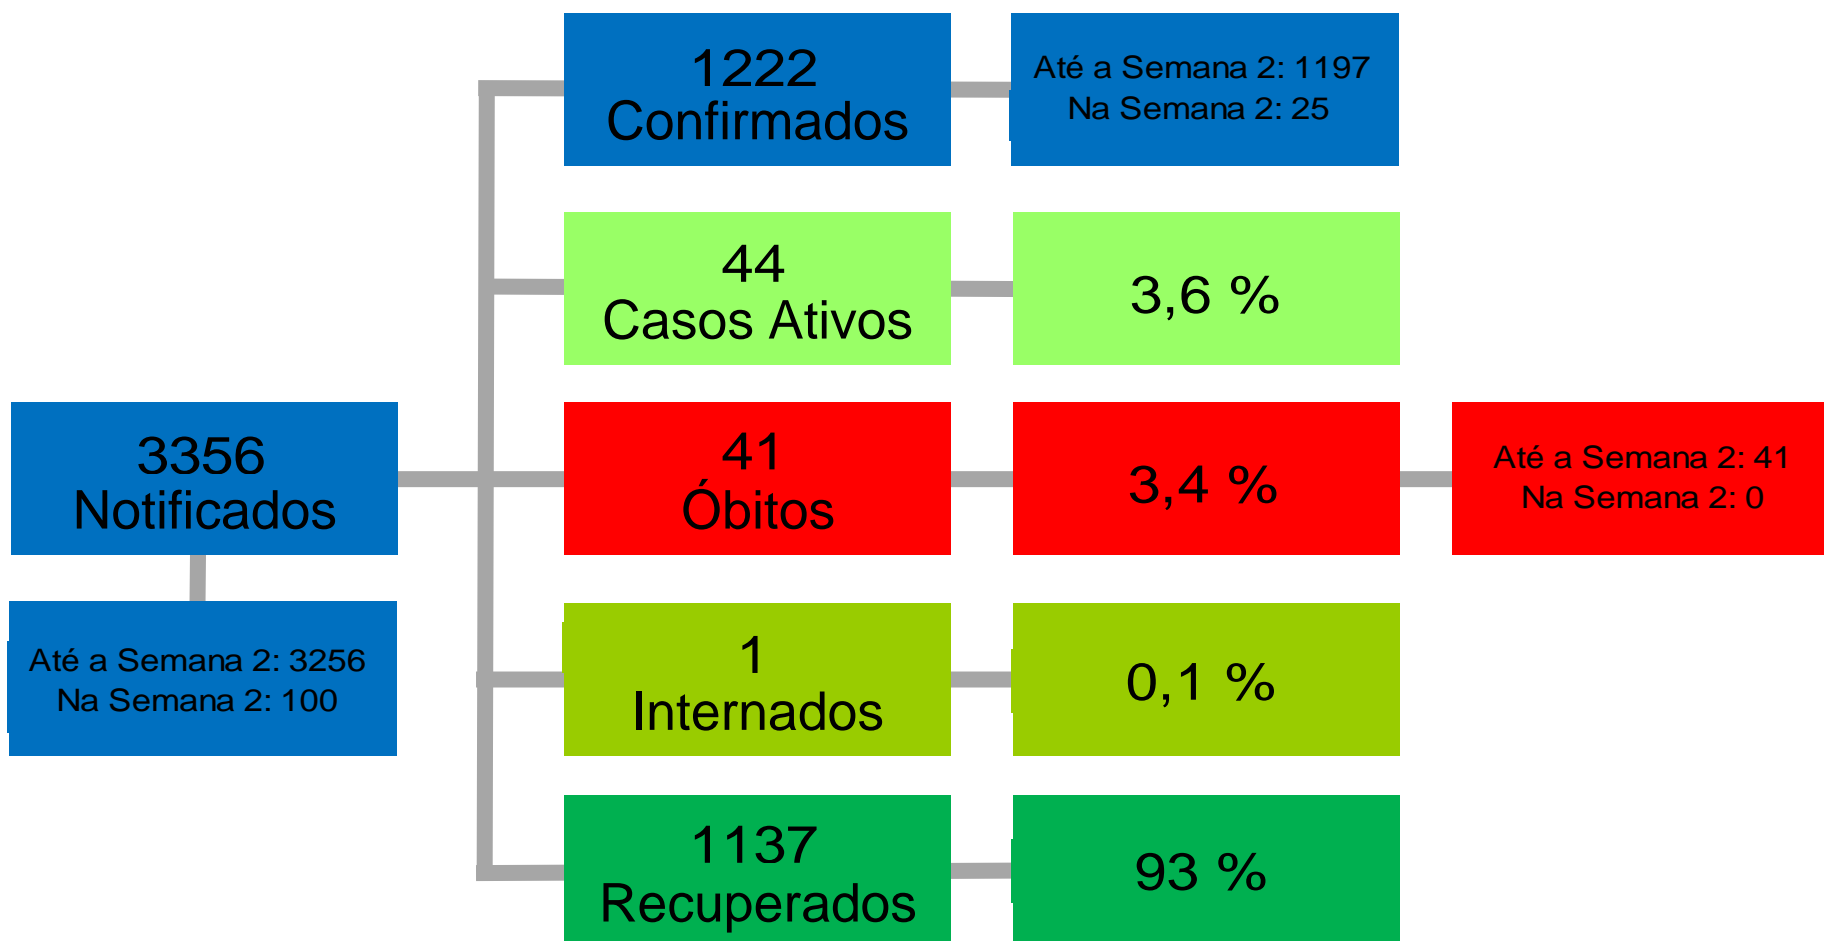 1222
Confirmados
Até a Semana 2: 1197
Na Semana 2: 25
44
Casos Ativos
3,6 %
3356
Notificados
41
Óbitos
3,4 %
Até a Semana 2: 41
Na Semana 2: 0
Até a Semana 2: 3256
Na Semana 2: 100
1
Internados
0,1 %
1137
Recuperados
93 %